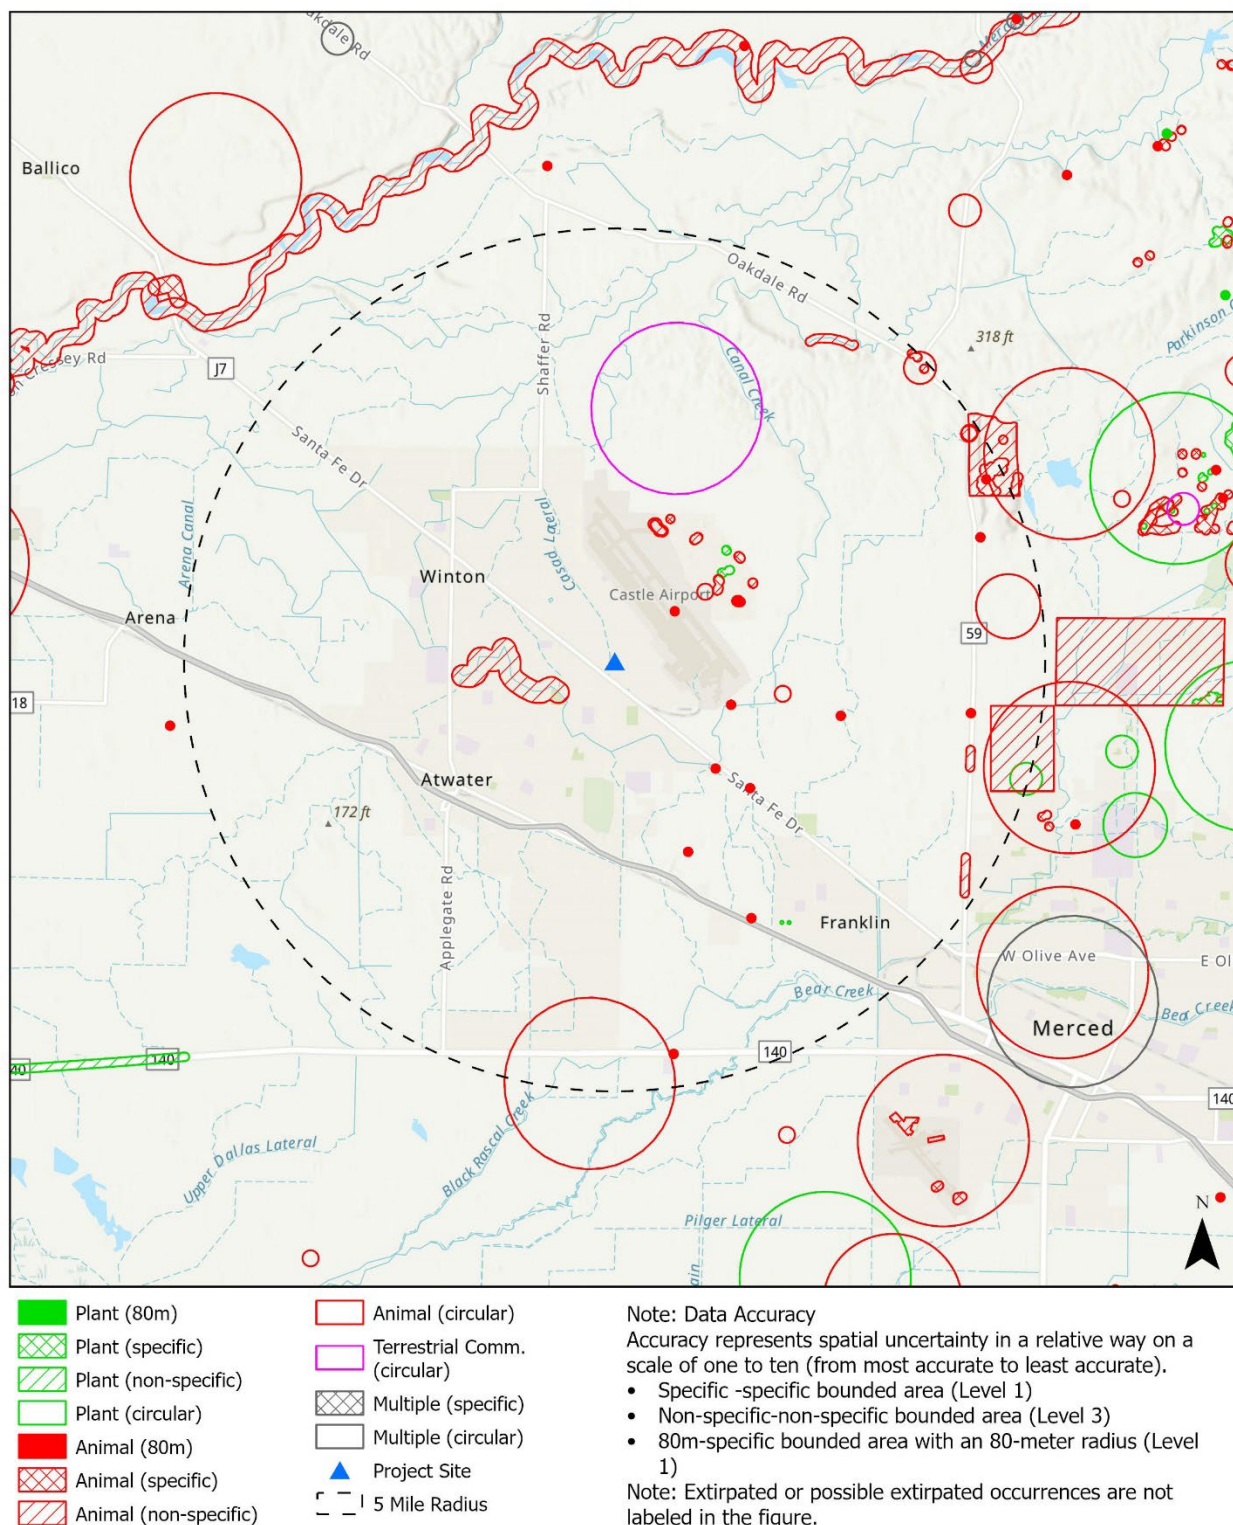 Oakdale Rd
Merced
Ballico
Oakdale Rd
Parkinson C
318 ft
Cressey Rd
J7
Shaffer Rd
Canal Creek
Santa Fe Dr
Arena Canal
Casad Lateral
Winton
Castle Airport
Arena
59
18
Atwater
Santa Fe Dr
172 ft
Applegate Rd
Franklin
W Olive Ave
E Ol
Bear Creek
Bear Creek
Merced
140
40
140
140
Black Rascal Creek
Upper Dallas Lateral
Pilger Lateral
ain
N
Plant (80m)
Plant (specific)
Plant (non-specific)
Plant (circular)
Animal (80m)
Animal (specific)
Animal (non-specific)
Animal (circular)
Terrestrial Comm.
(circular)
Multiple (specific)
Multiple (circular)
Project Site
5 Mile Radius
Note: Data Accuracy
Accuracy represents spatial uncertainty in a relative way on a
scale of one to ten (from most accurate to least accurate).
• Specific -specific bounded area (Level 1)
• Non-specific-non-specific bounded area (Level 3)
• 80m-specific bounded area with an 80-meter radius (Level
1)
Note: Extirpated or possible extirpated occurrences are not
labeled in the figure.